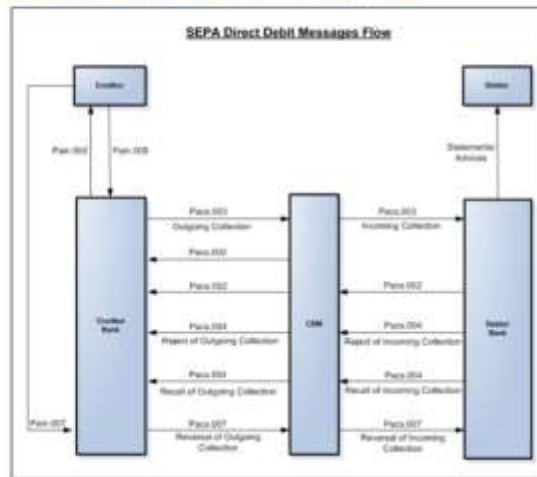 SEPA Direct Debit Messages Flow
Creditor
Debtor
Pain.002
Pain.008
Statements/
Advices
Pacs.003
Outgoing Collection
Pacs.003
Incoming Collection
Pacs.002
Pacs.002
Pacs.002
Creditor
Bank
CSM
Debtor
Bank
Pacs.004
Reject of Outgoing Collection
Pacs.004
Reject of Incoming Collection
Pacs.004
Recall of Outgoing Collection
Pacs.004
Recall of Incoming Collection
Pain.007
Pacs.007
Reversal of Outgoing
Collection
Pacs.007
Reversal of Incoming
Collection